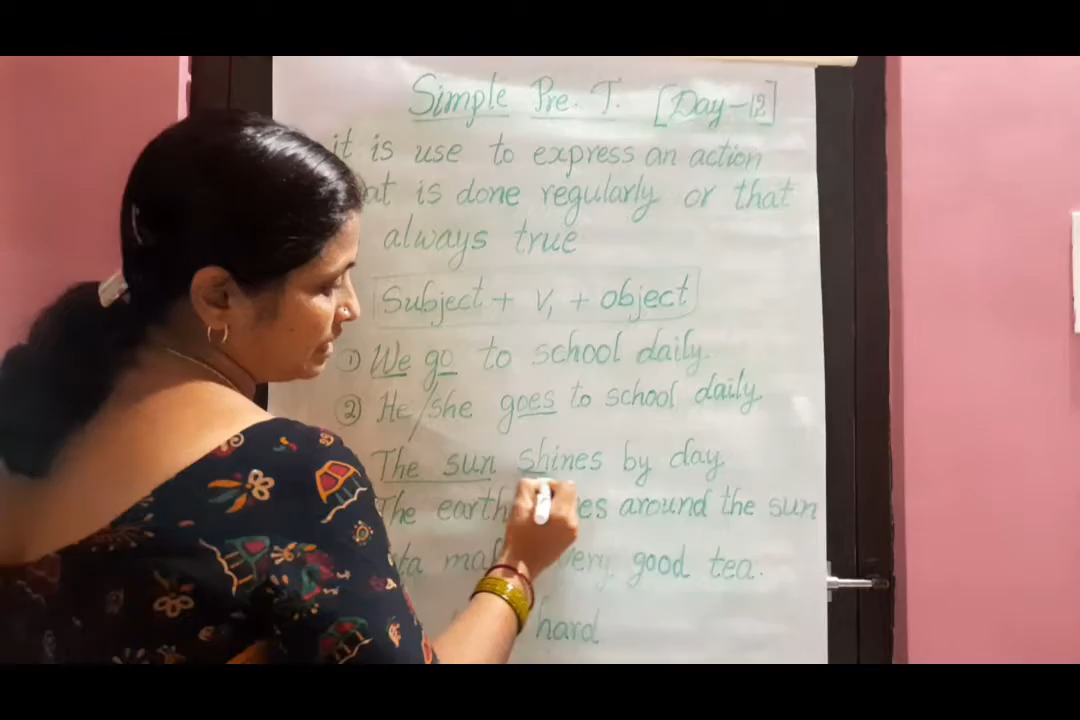 Simple Pre. T. [Day-12]
it is use to express an action
is done regularly or that
always true
Subject + V1 + object
① We go to school daily.
② He/she goes to school daily
The sun shines by day
The earth around the sun
very good tea.
hard